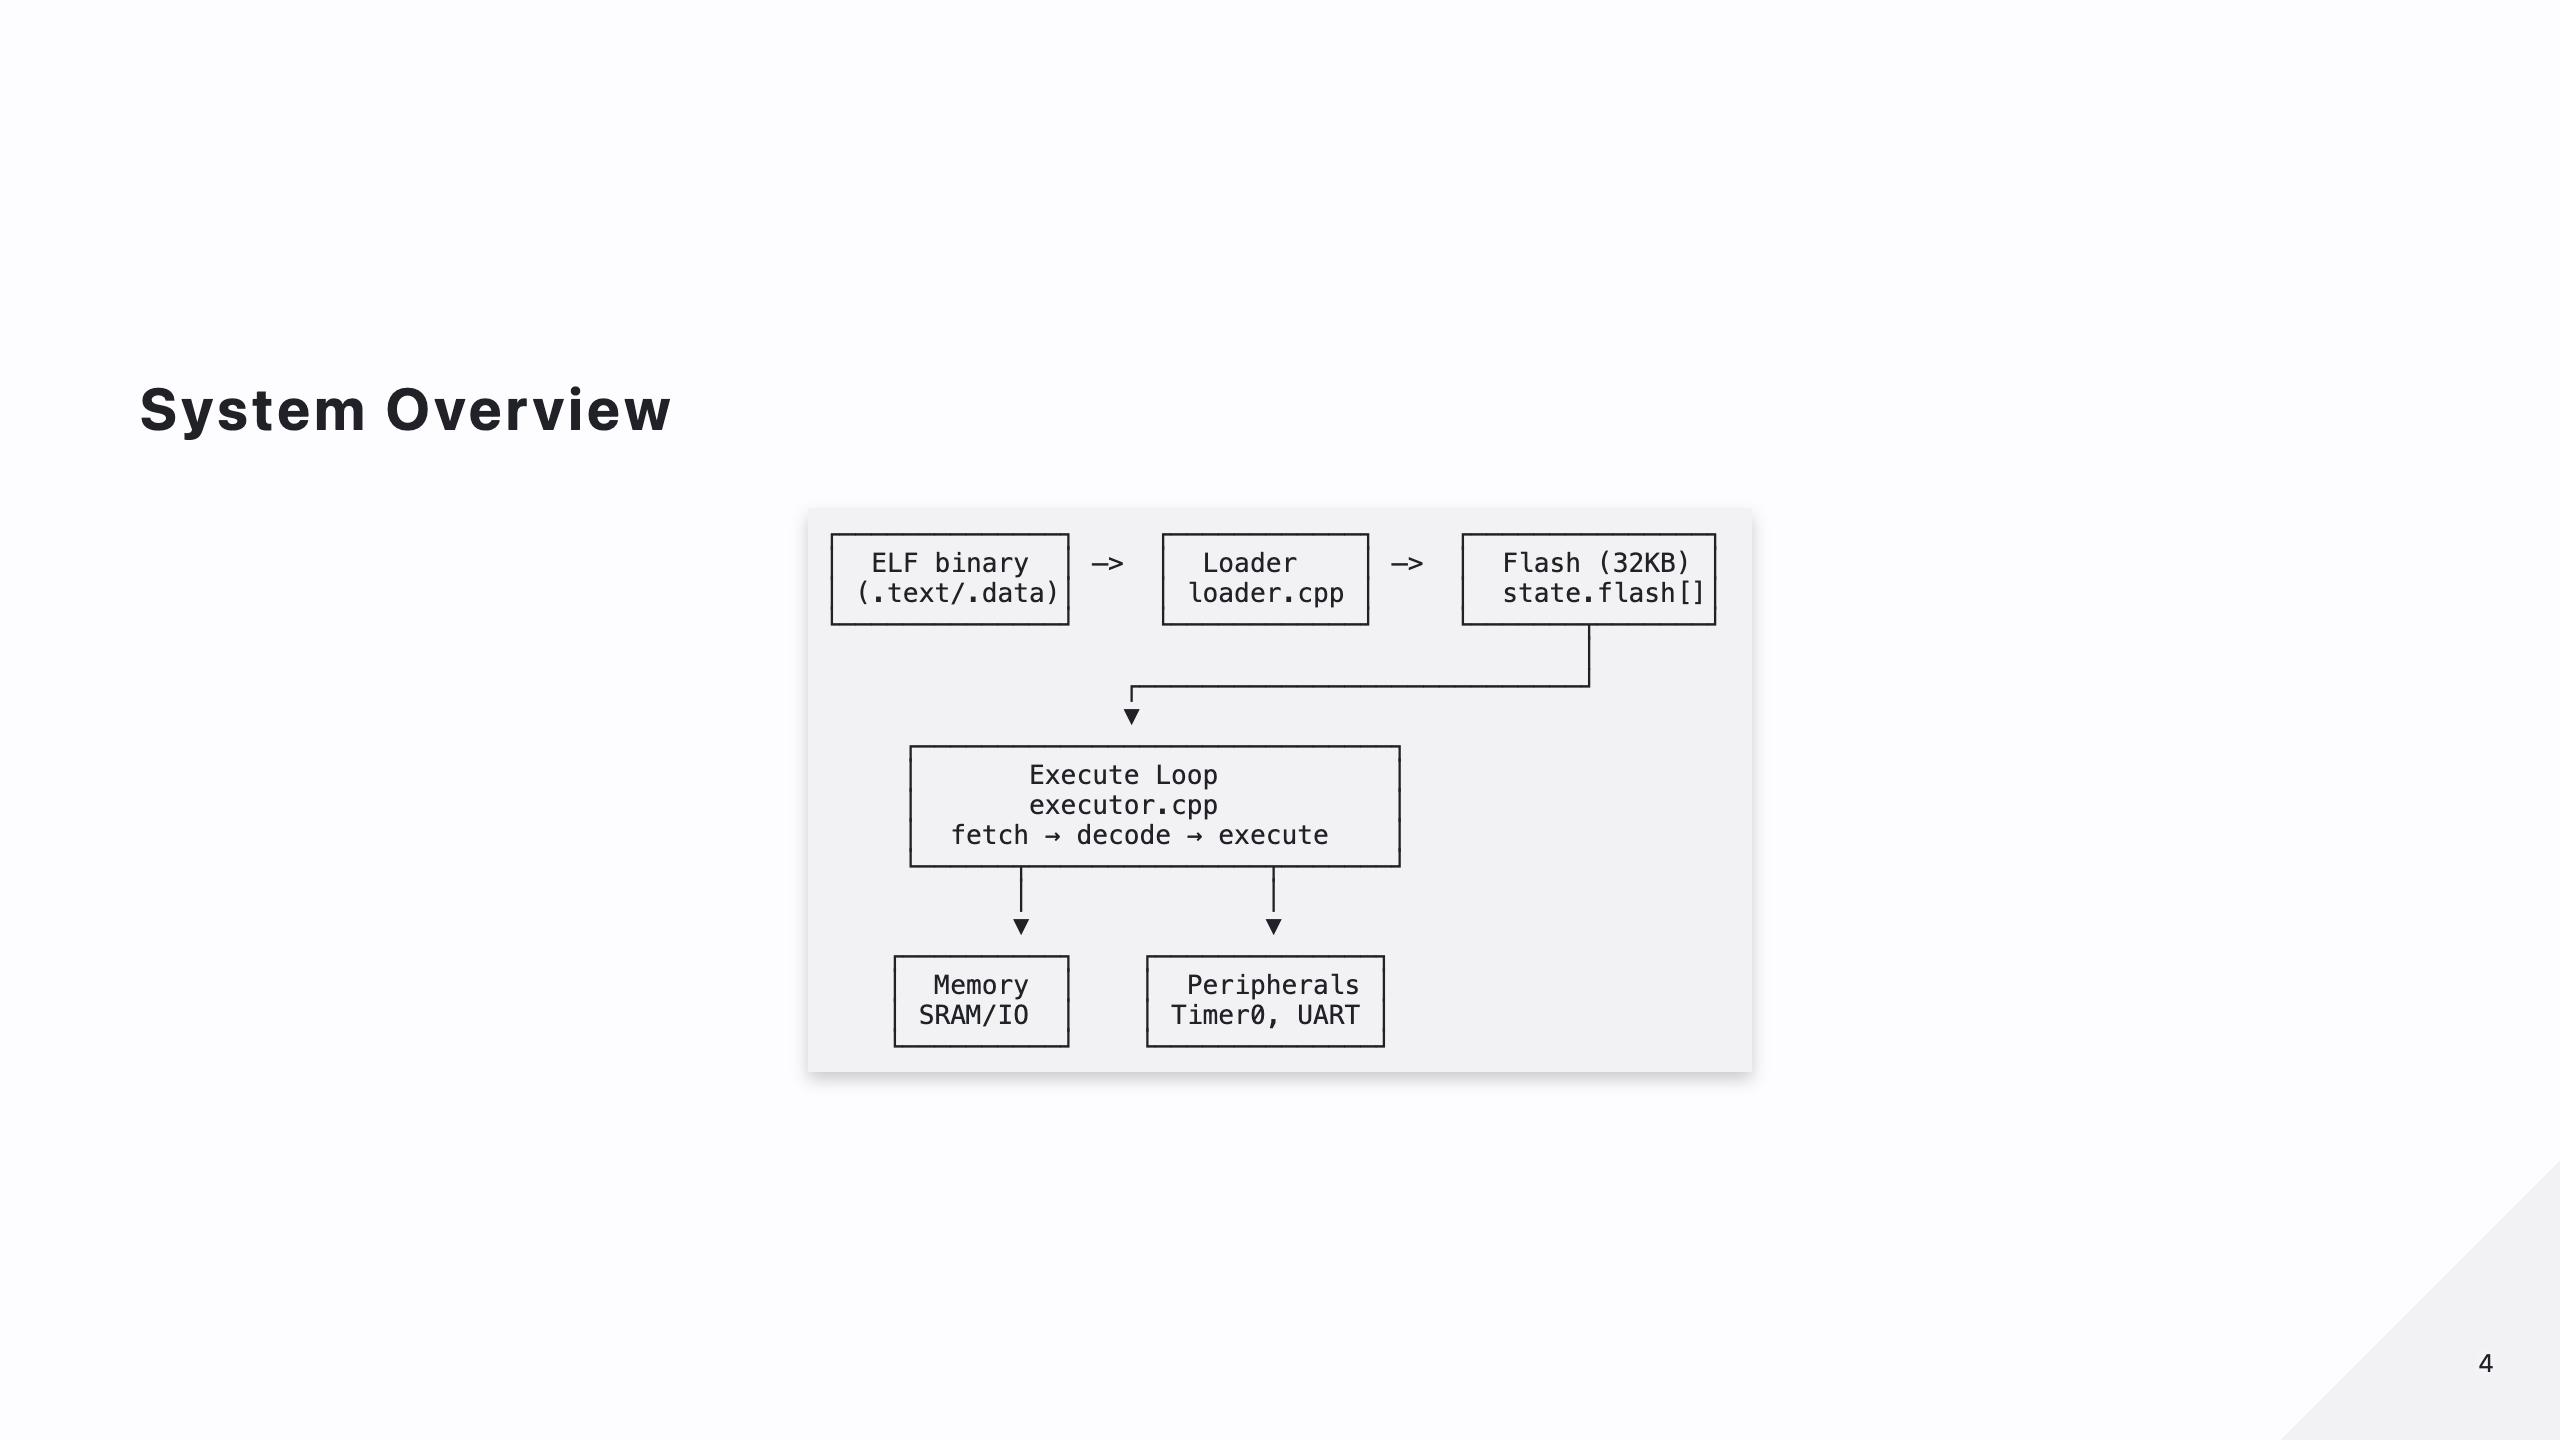 System Overview
ELF binary —> Loader —> Flash (32KB)
(.text/.data) loader.cpp state.flash[]
Execute Loop
executor.cpp
fetch → decode → execute
Memory Peripherals
SRAM/IO Timer0, UART
4